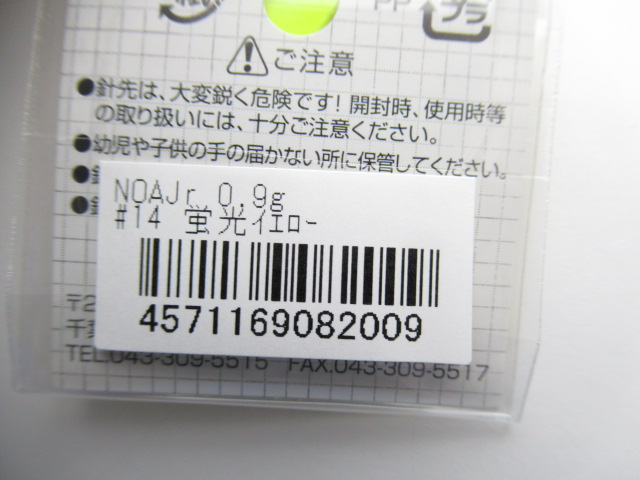 PP プラ
ご注意
●針先は、大変鋭く危険です！開封時、使用時等
の取り扱いには、十分ご注意ください。
●幼児や子供の手の届かない所に保管してください。
NOAJr 0.9g
#14 蛍光イエロー
4571169082009
〒2
千葉
TEL.043-309-5515 FAX.043-309-5517